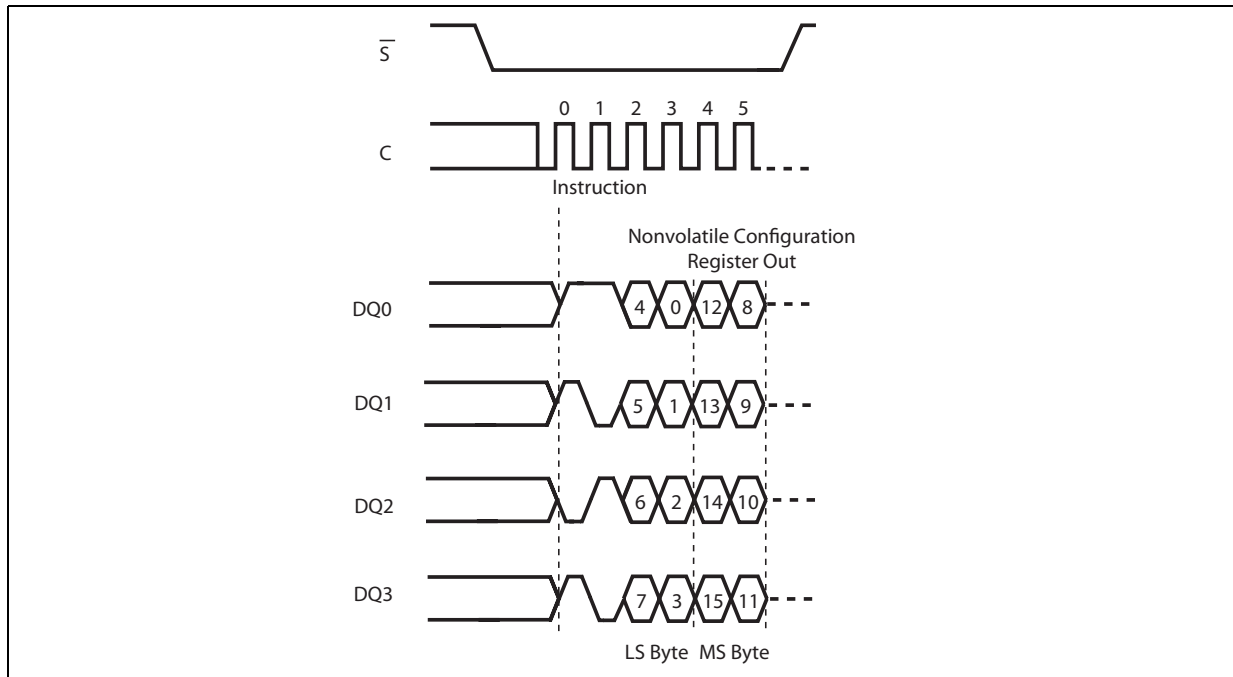 S
0 1 2 3 4 5
C
Instruction
Nonvolatile Configuration
Register Out
DQ0 4 0 12 8
DQ1 5 1 13 9
DQ2 6 2 14 10
DQ3 7 3 15 11
LS Byte MS Byte